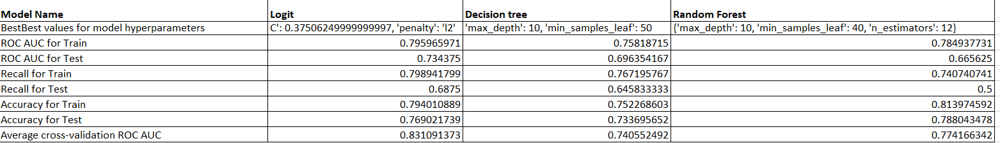 Model Name Logit Decision tree Random Forest
BestBest values for model hyperparameters C': 0.37506249999999997, 'penalty': 'l2' 'max_depth': 10, 'min_samples_leaf': 50 {'max_depth': 10, 'min_samples_leaf': 40, 'n_estimators': 12}
ROC AUC for Train 0.795965971 0.75818715 0.784937731
ROC AUC for Test 0.734375 0.696354167 0.665625
Recall for Train 0.798941799 0.767195767 0.740740741
Recall for Test 0.6875 0.645833333 0.5
Accuracy for Train 0.794010889 0.752268603 0.813974592
Accuracy for Test 0.769021739 0.733695652 0.788043478
Average cross-validation ROC AUC 0.831091373 0.740552492 0.774166342